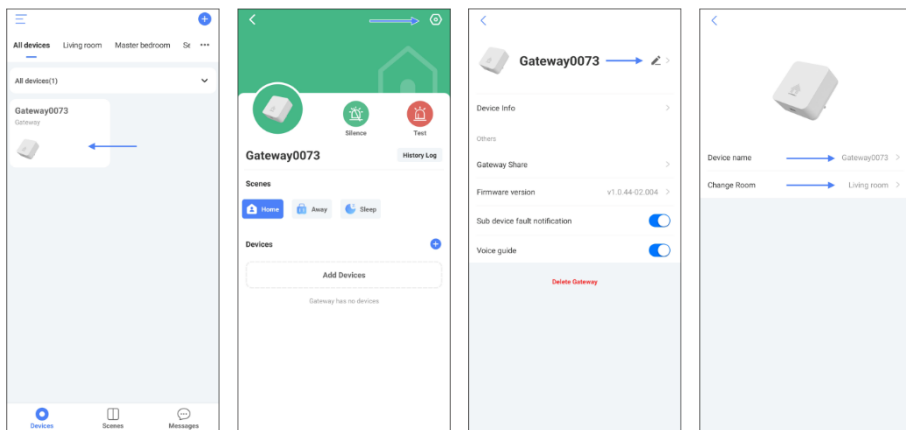 All devices Living room Master bedroom Se ...
All devices(1)
Gateway0073
Gateway
Devices Scenes Messages
Silence Test
Gateway0073 History Log
Scenes
Home Away Sleep
Devices
Add Devices
Gateway has no devices
Gateway0073
Device Info
Others
Gateway Share
Firmware version v1.0.44-02.004
Sub device fault notification
Voice guide
Delete Gateway
Device name Gateway0073
Change Room Living room